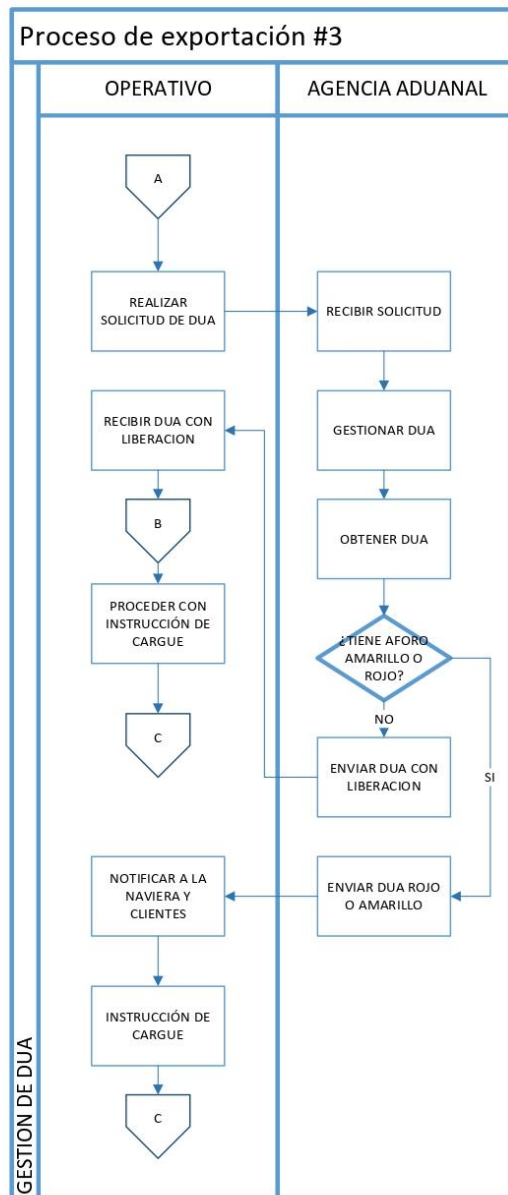 Proceso de exportación #3
OPERATIVO
AGENCIA ADUANAL
GESTION DE DUA
A
REALIZAR
SOLICITUD DE DUA
RECIBIR SOLICITUD
RECIBIR DUA CON
LIBERACION
GESTIONAR DUA
B
OBTENER DUA
PROCEDER CON
INSTRUCCIÓN DE
CARGUE
¿TIENE AFORO
AMARILLO O
ROJO?
NO
SI
C
ENVIAR DUA CON
LIBERACION
NOTIFICAR A LA
NAVIERA Y
CLIENTES
ENVIAR DUA ROJO
O AMARILLO
INSTRUCCIÓN DE
CARGUE
C